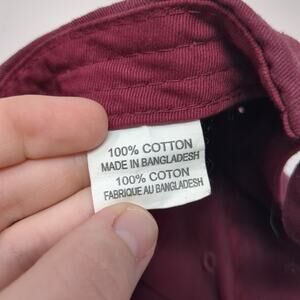 100% COTTON
MADE IN BANGLADESH
100% COTON
FABRIQUE AU BANGLADESH